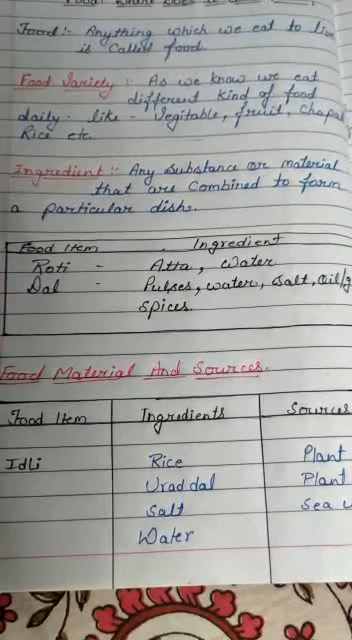 Food:- Anything which we eat to live
is Called food.
Food Variety :- As we know we eat
different kind of food
daily. like - Vegitable, fruit, Chapa
Rice etc.
Ingredient :- Any substance or material
that are Combined to form
a particular dish.
Food Item Ingredient
Roti - Atta, Water
Dal - Pulses, water, Salt, Oil/g
Spices.
Food Material And Sources.
Food Item Ingredients Sources
Idli Rice Plant
Urad dal Plant
Salt Sea
Water